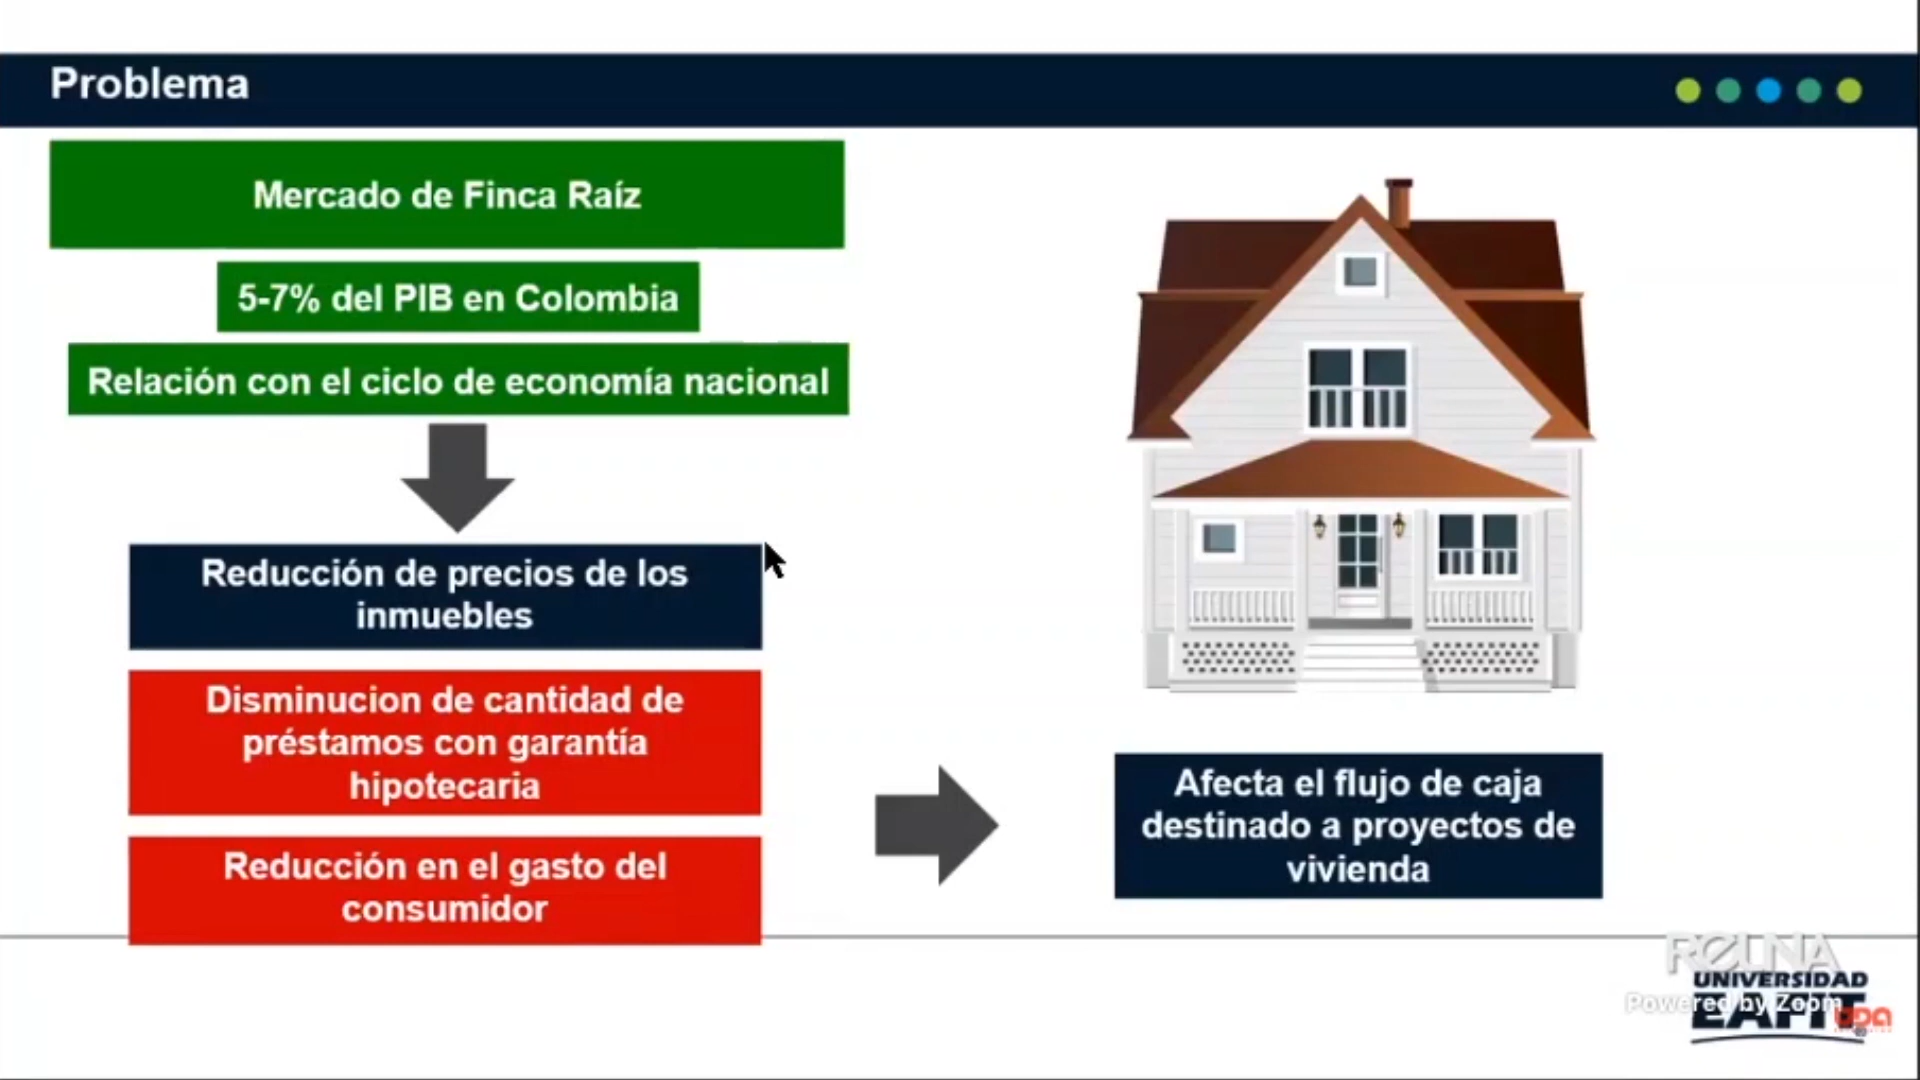 Problema
Mercado de Finca Raíz
5-7% del PIB en Colombia
Relación con el ciclo de economía nacional
Reducción de precios de los
inmuebles
Disminucion de cantidad de
préstamos con garantía
hipotecaria
Reducción en el gasto del
consumidor
Afecta el flujo de caja
destinado a proyectos de
vivienda
UNIVERSIDAD
EAFIT
Powered by Zoom